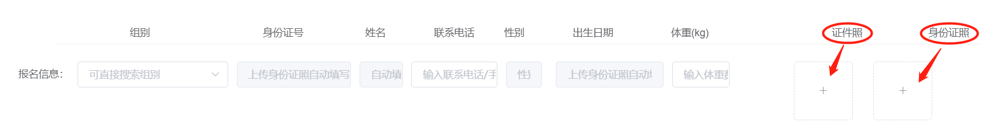 组别 身份证号 姓名 联系电话 性别 出生日期 体重(kg) 证件照 身份证照
报名信息: 可直接搜索组别 上传身份证照自动填写 自动填 输入联系电话/手 性 上传身份证照自动 输入体重 + +